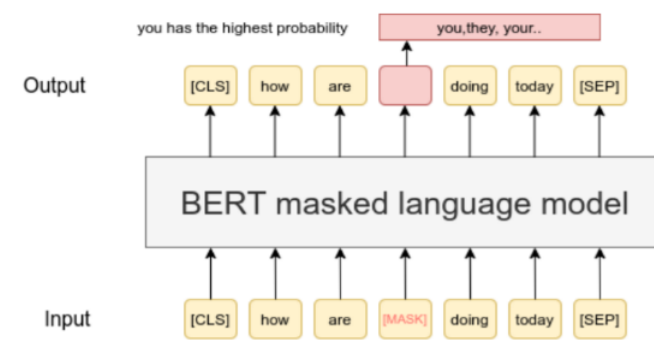 you has the highest probability
you,they, your..
Output
[CLS] how are doing today [SEP]
BERT masked language model
Input
[CLS] how are [MASK] doing today [SEP]